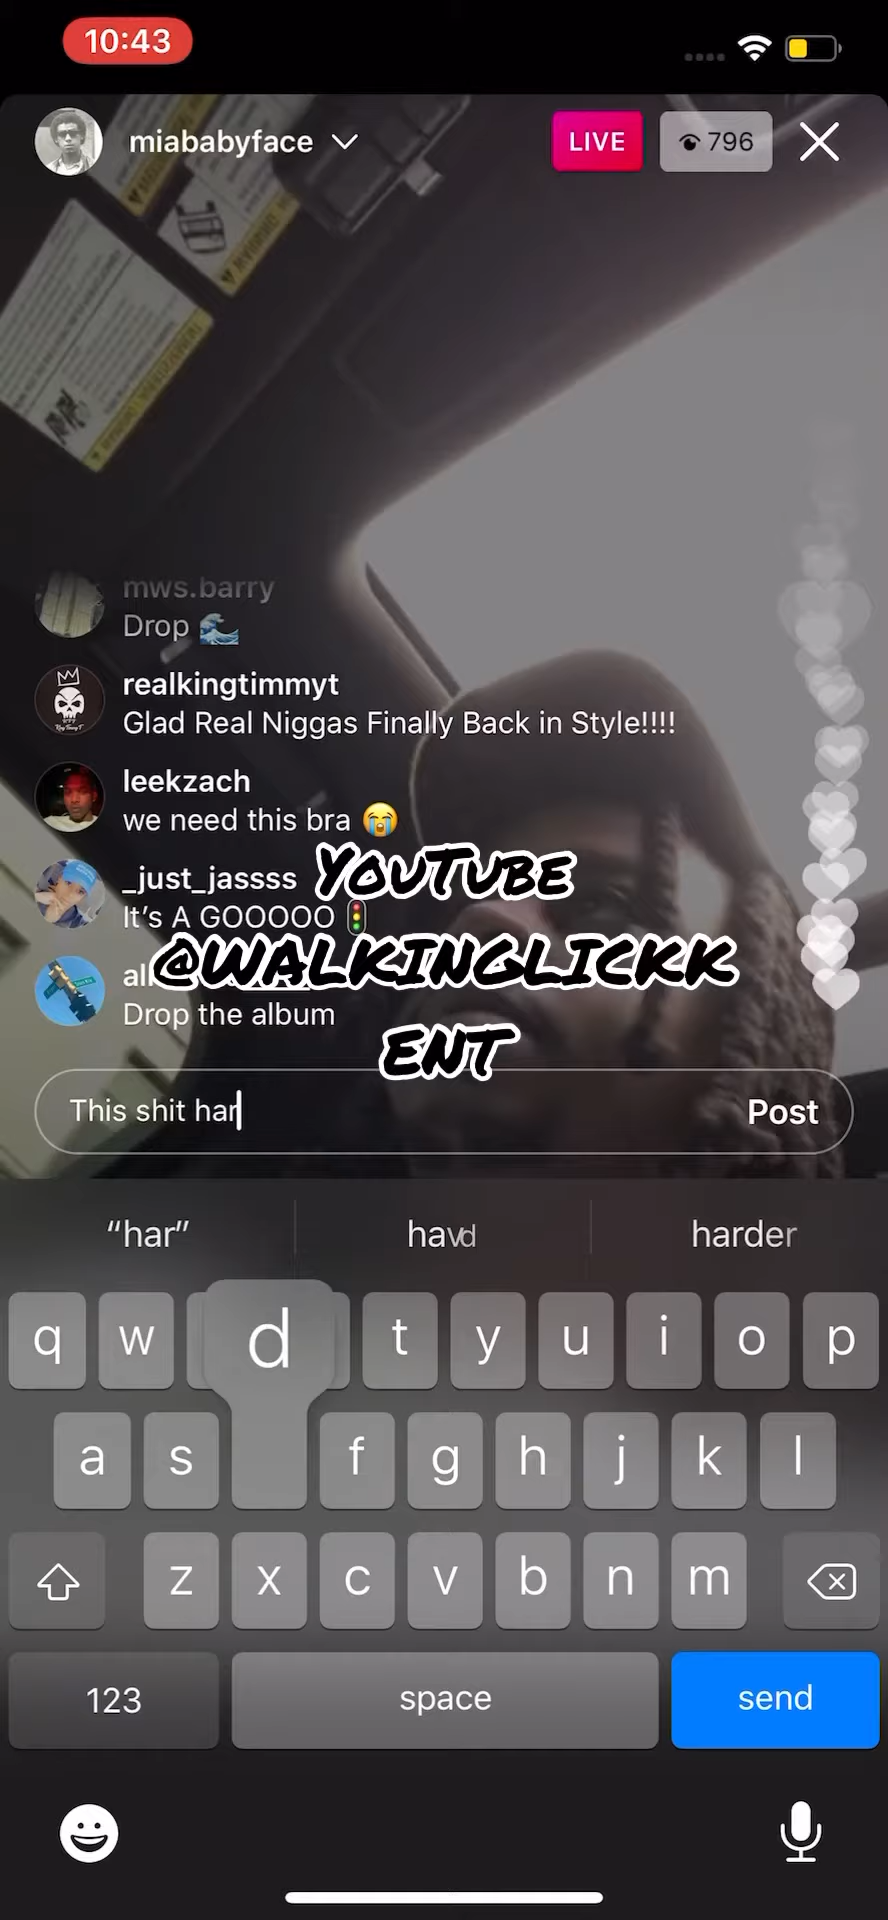 10:43
miababyface
LIVE
796
mws.barry
Drop 🌊
realkingtimmyt
Glad Real Niggas Finally Back in Style!!!!
leekzach
we need this bra 😭
_just_jassss
It’s A GOOOOO 🚦
YouTube
@WALKINGLICKK
ENT
Drop the album
This shit har
Post
“har”
harder
q w d t y u i o p
a s f g h j k l
z x c v b n m
123
space
send